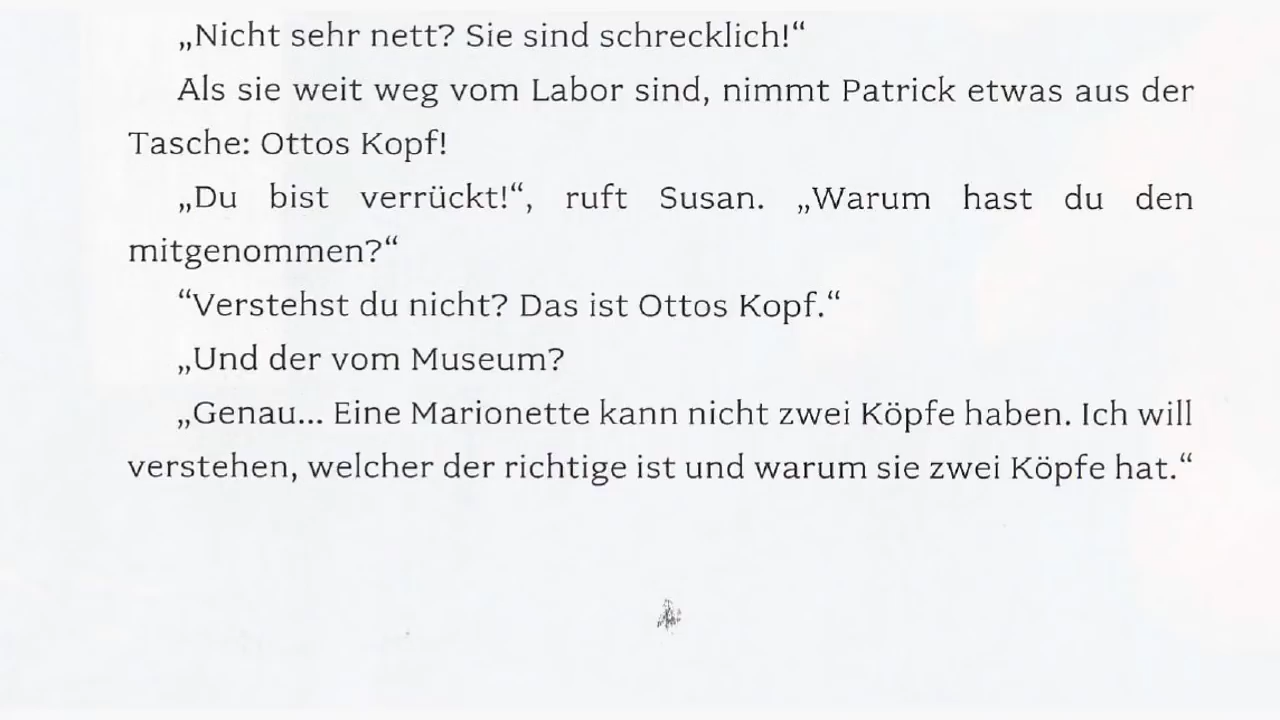 „Nicht sehr nett? Sie sind schrecklich!“
Als sie weit weg vom Labor sind, nimmt Patrick etwas aus der
Tasche: Ottos Kopf!
„Du bist verrückt!“, ruft Susan. „Warum hast du den
mitgenommen?“
“Verstehst du nicht? Das ist Ottos Kopf.“
„Und der vom Museum?
„Genau... Eine Marionette kann nicht zwei Köpfe haben. Ich will
verstehen, welcher der richtige ist und warum sie zwei Köpfe hat.“